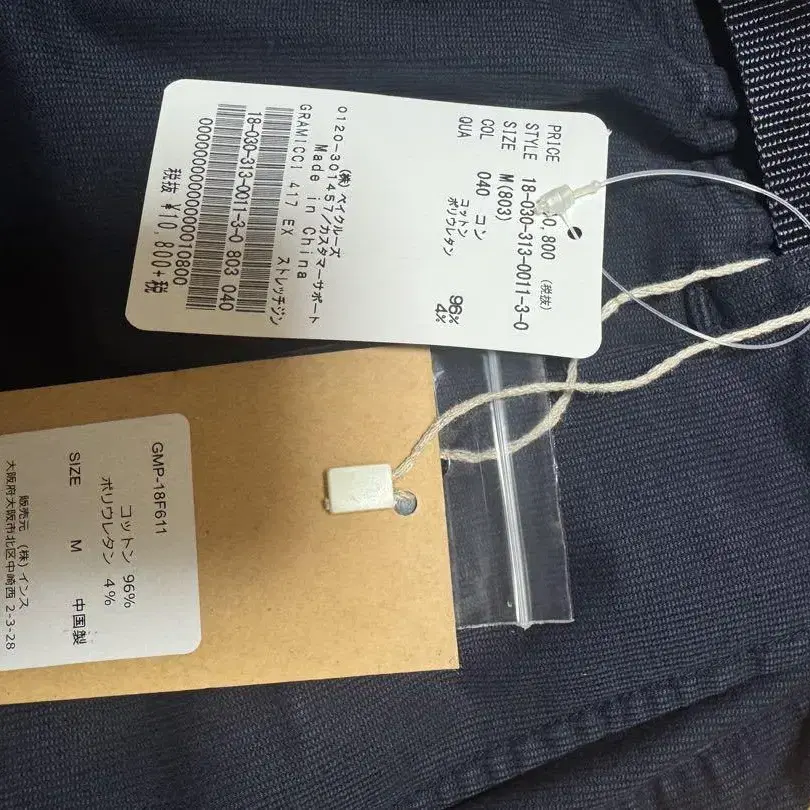 PRICE ,800 (税抜)
STYLE 18-030-313-0011-3-0
SIZE M(803)
COL 040 コン
QUA コットン 96%
ポリウレタン 4%
(株)ベイクルーズ
0120-301457/カスタマーサポート
Made in China
GRAMICCI 417 EX ストレッチジン
18-030-313-0011-3-0 803 040
税抜 ¥10,800+税
GMP-18F611
コットン 96%
ポリウレタン 4%
SIZE M 中国製
販売元 (株)インス
大阪府大阪市北区中崎西 2-3-28